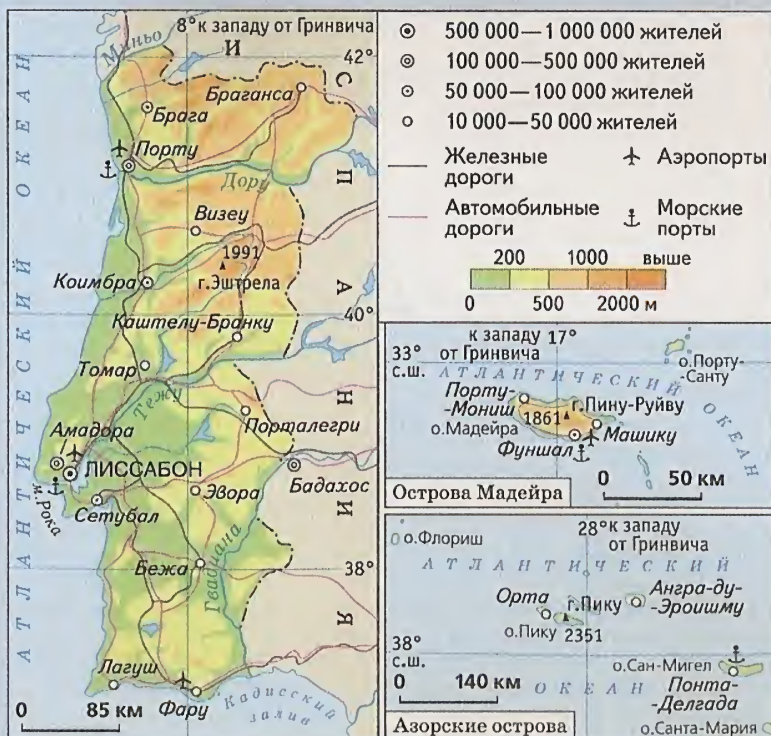 8° к западу от Гринвича
42°
И
С
П
А
Н
И
Я
АТЛАНТИЧЕСКИЙ ОКЕАН
Миньо
Браганса
Брага
Порту
Дору
Визеу
1991
г.Эштрела
Коимбра
40°
Каштелу-Бранку
Томар
Тежу
Порталегри
Амадора
ЛИССАБОН
м. Рока
Бадахос
Эвора
Сетубал
Гвадиана
Бежа
38°
Лагуш
Фару
Кадисский
залив
0 85 км
500 000—1 000 000 жителей
100 000—500 000 жителей
50 000—100 000 жителей
10 000—50 000 жителей
Железные
дороги
Аэропорты
Автомобильные
дороги
Морские
порты
200 1000 выше
0 500 2000 м
к западу 17°
от Гринвича
33°
с.ш.
АТЛАНТИЧЕСКИЙ ОКЕАН
о.Порту-
Санту
Порту-
Мониш
г.Пину-Руйву
1861
о.Мадейра
Машику
Фуншал
0 50 км
Острова Мадейра
28° к западу
от Гринвича
о.Флориш
АТЛАНТИЧЕСКИЙ
Орта
г.Пику
Ангра-ду-
-Эроишму
о.Пику 2351
38°
с.ш.
о.Сан-Мигел
0 140 км
ОКЕАН
Понта-
-Делгада
Азорские острова
о.Санта-Мария